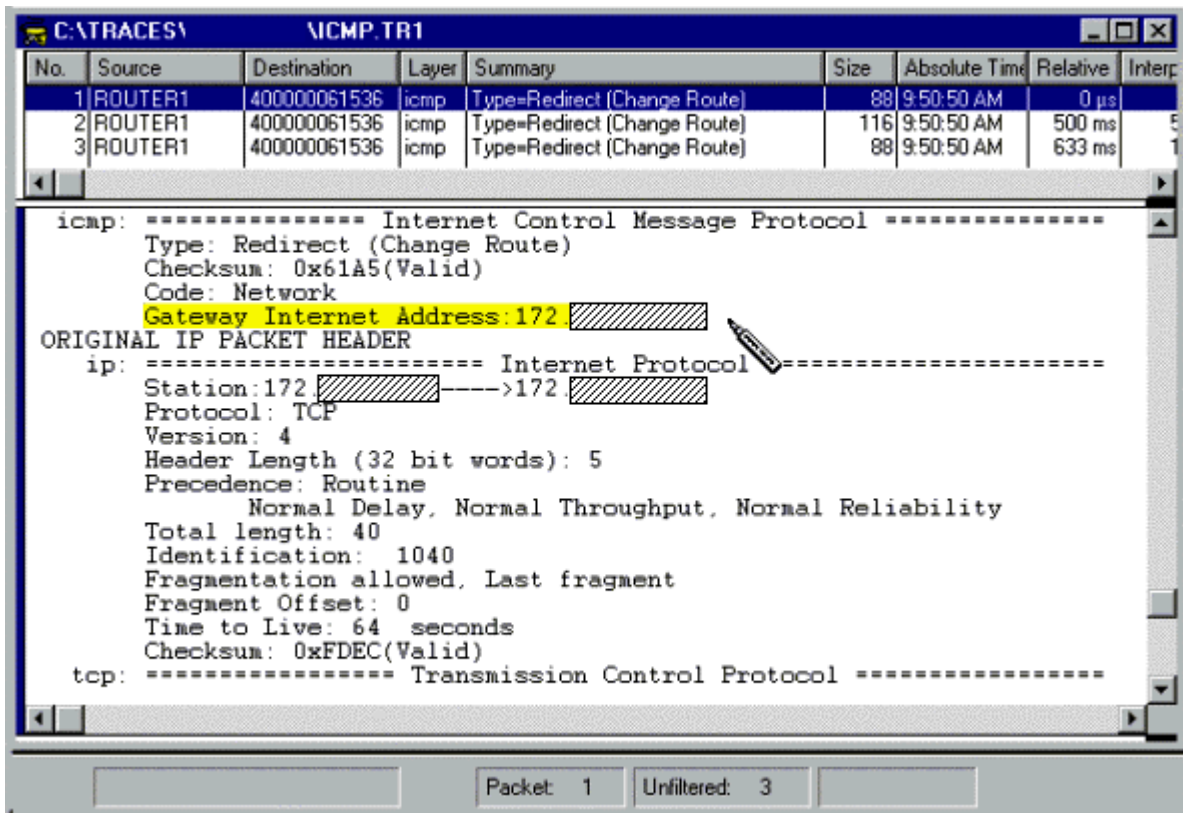 C:\TRACES\ \ICMP.TR1
No. Source Destination Layer Summary Size Absolute Time Relative Interp
1 ROUTER1 400000061536 icmp Type=Redirect (Change Route) 88 9:50:50 AM 0 µs
2 ROUTER1 400000061536 icmp Type=Redirect (Change Route) 116 9:50:50 AM 500 ms 5
3 ROUTER1 400000061536 icmp Type=Redirect (Change Route) 88 9:50:50 AM 633 ms 1
icmp: =============== Internet Control Message Protocol ===============
Type: Redirect (Change Route)
Checksum: 0x61A5(Valid)
Code: Network
Gateway Internet Address:172.
ORIGINAL IP PACKET HEADER
ip: ======================= Internet Protocol ======================
Station:172. ---->172.
Protocol: TCP
Version: 4
Header Length (32 bit words): 5
Precedence: Routine
Normal Delay, Normal Throughput, Normal Reliability
Total length: 40
Identification: 1040
Fragmentation allowed, Last fragment
Fragment Offset: 0
Time to Live: 64 seconds
Checksum: 0xFDEC(Valid)
tcp: ================= Transmission Control Protocol =================
Packet: 1 Unfiltered: 3